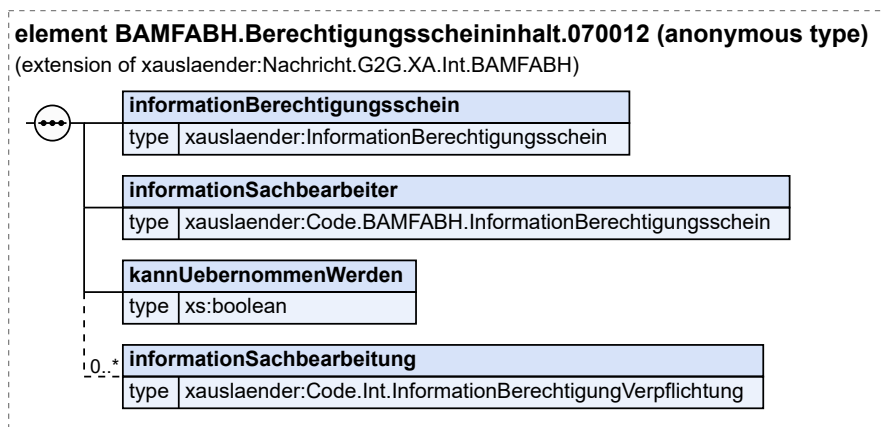 element BAMFABH.Berechtigungsscheininhalt.070012 (anonymous type)
(extension of xauslaender:Nachricht.G2G.XA.Int.BAMFABH)
informationBerechtigungsschein
type xauslaender:InformationBerechtigungsschein
informationSachbearbeiter
type xauslaender:Code.BAMFABH.InformationBerechtigungsschein
kannUebernommenWerden
type xs:boolean
0..* informationSachbearbeitung
type xauslaender:Code.Int.InformationBerechtigungVerpflichtung